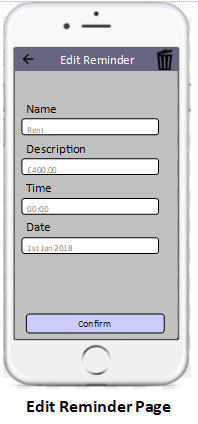 Edit Reminder
Name
Rent
Description
£400.00
Time
00:00
Date
1st Jan 2018
Confirm
Edit Reminder Page